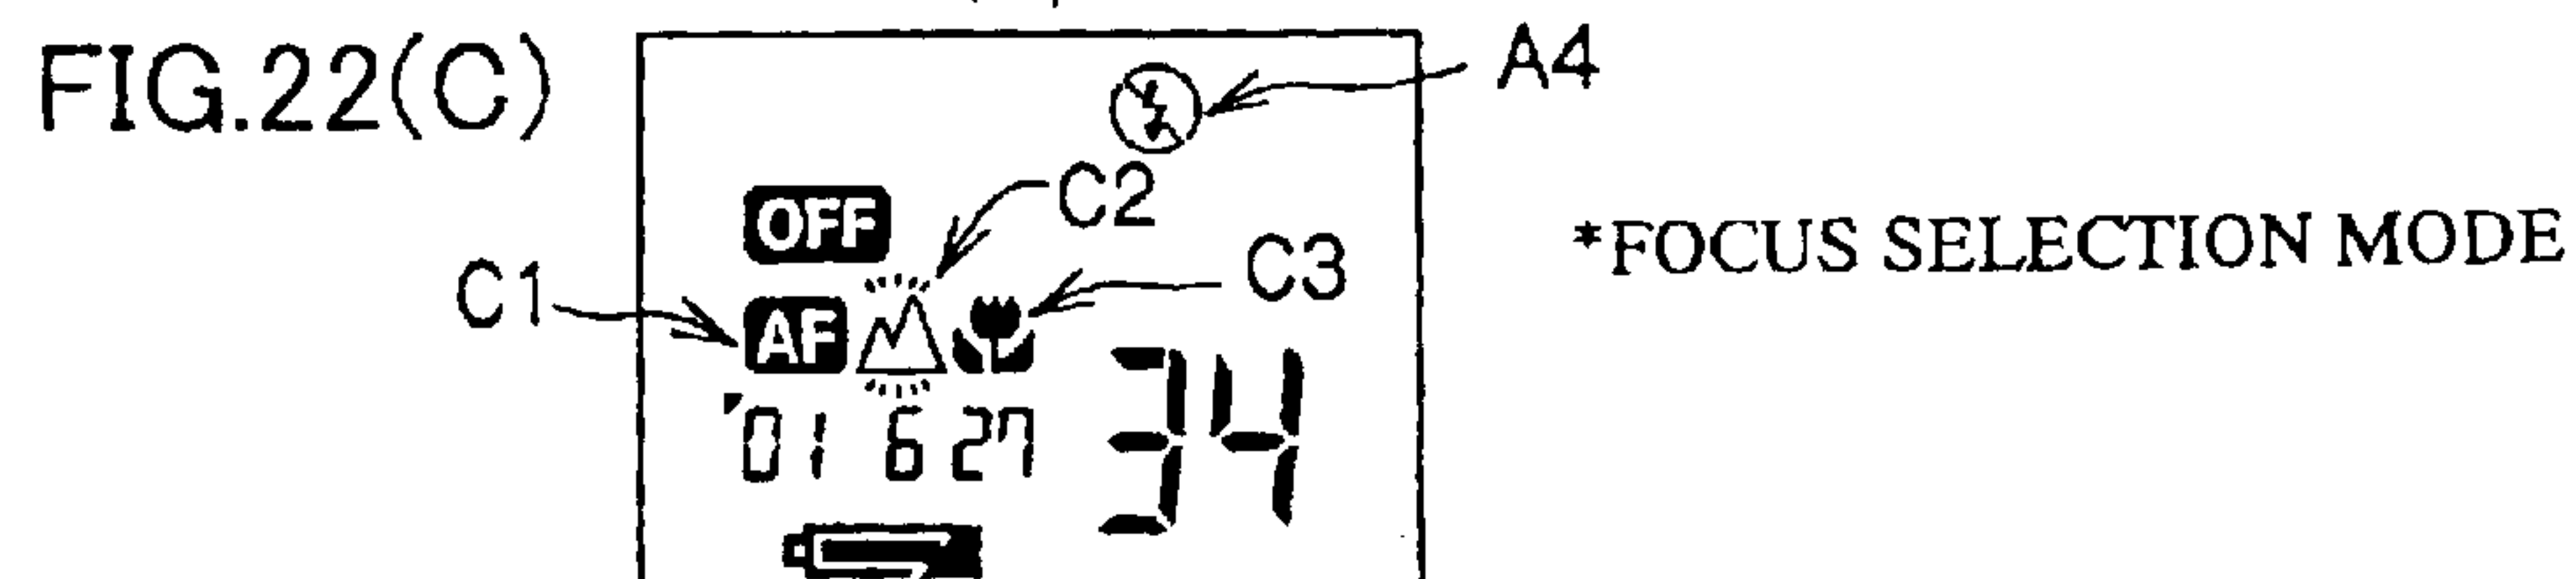 FIG.22(C)
A4
OFF
C2
*FOCUS SELECTION MODE
C1
AF
C3
'01 6 27
34